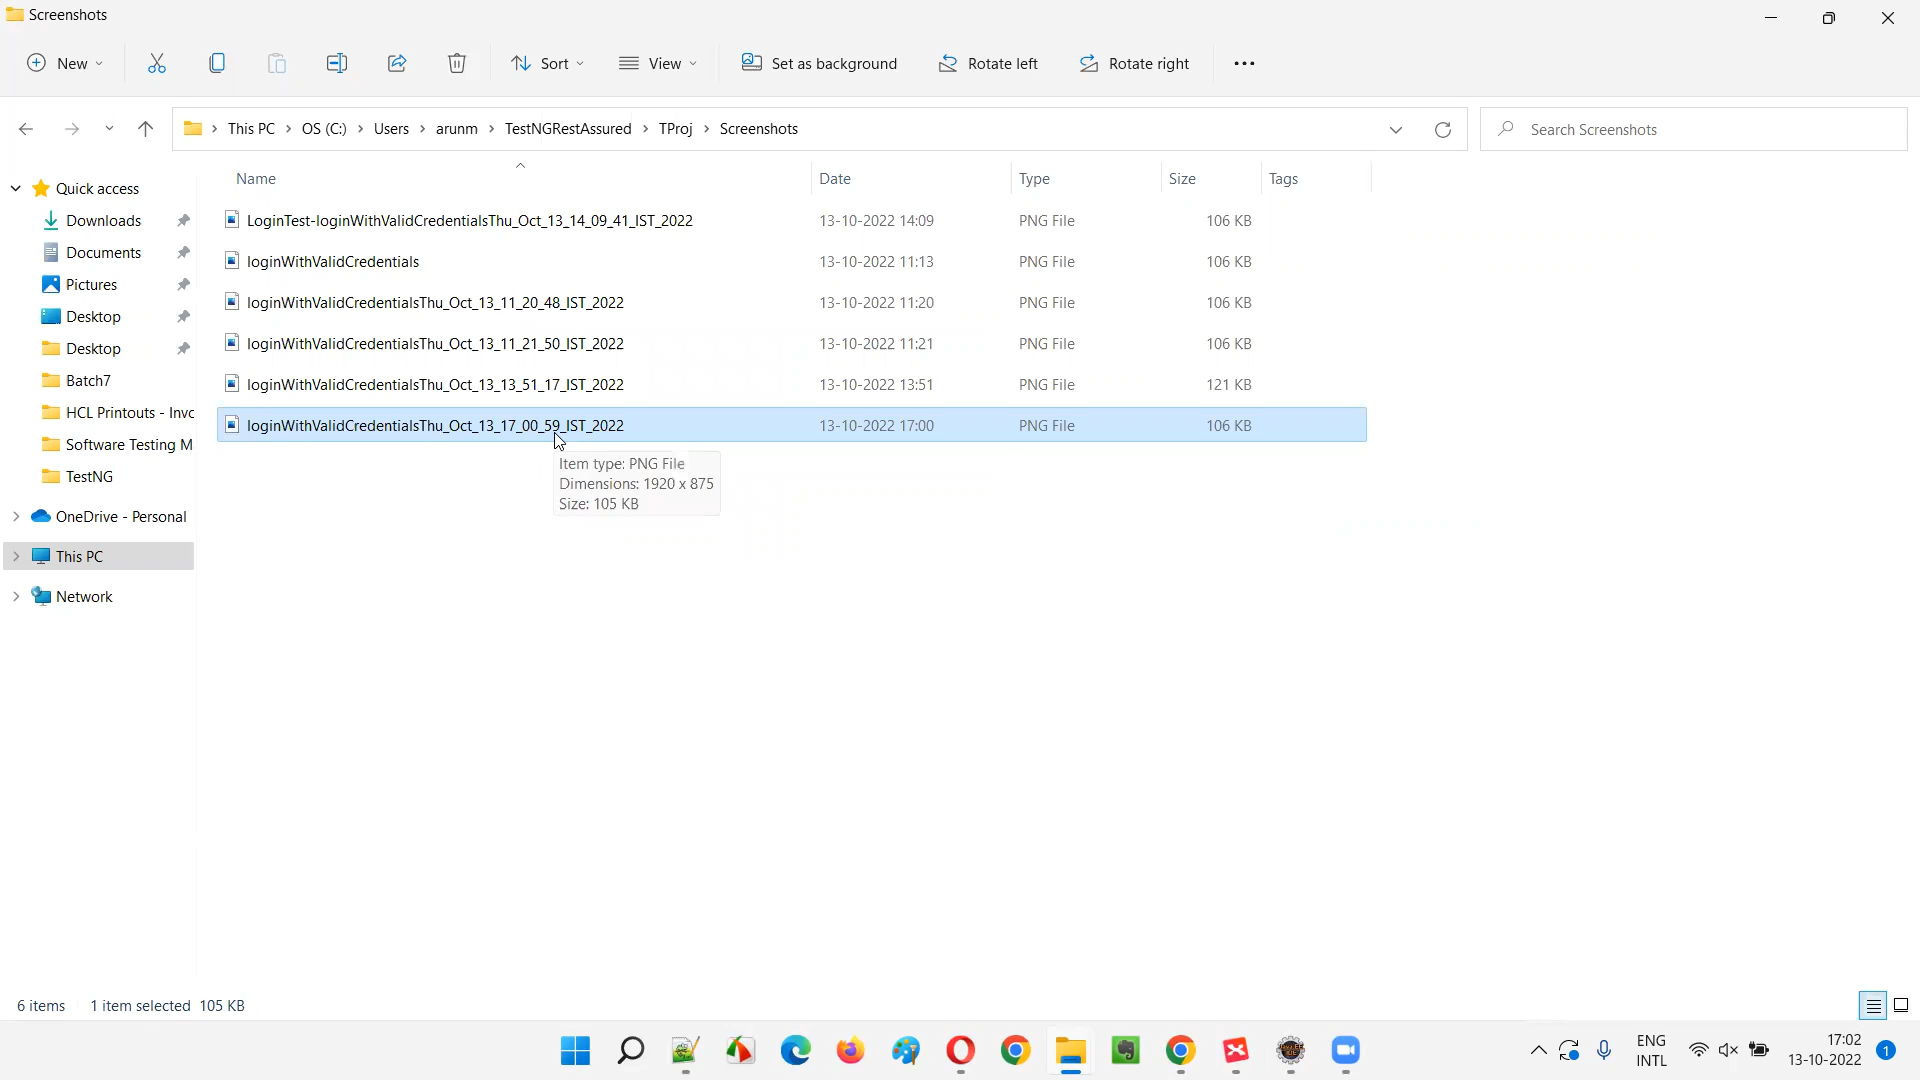 Screenshots
New
Sort
View
Set as background
Rotate left
Rotate right
This PC > OS (C:) > Users > arunm > TestNGRestAssured > TProj > Screenshots
Search Screenshots
Name Date Type Size Tags
LoginTest-loginWithValidCredentialsThu_Oct_13_14_09_41_IST_2022 13-10-2022 14:09 PNG File 106 KB
loginWithValidCredentials 13-10-2022 11:13 PNG File 106 KB
loginWithValidCredentialsThu_Oct_13_11_20_48_IST_2022 13-10-2022 11:20 PNG File 106 KB
loginWithValidCredentialsThu_Oct_13_11_21_50_IST_2022 13-10-2022 11:21 PNG File 106 KB
loginWithValidCredentialsThu_Oct_13_13_51_17_IST_2022 13-10-2022 13:51 PNG File 121 KB
loginWithValidCredentialsThu_Oct_13_17_00_59_IST_2022 13-10-2022 17:00 PNG File 106 KB
Item type: PNG File
Dimensions: 1920 x 875
Size: 105 KB
Quick access
Downloads
Documents
Pictures
Desktop
Desktop
Batch7
HCL Printouts - Invc
Software Testing M
TestNG
OneDrive - Personal
This PC
Network
6 items 1 item selected 105 KB
ENG
INTL
17:02
13-10-2022
1